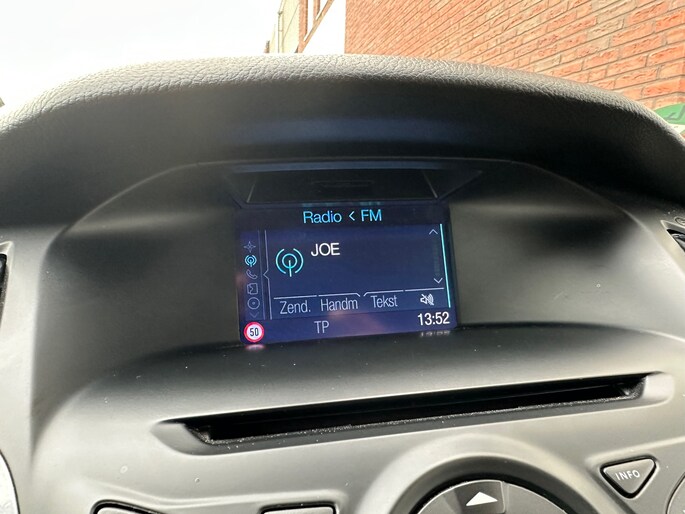 Radio < FM
JOE
Zend. Handm Tekst
50 TP 13:52
INFO